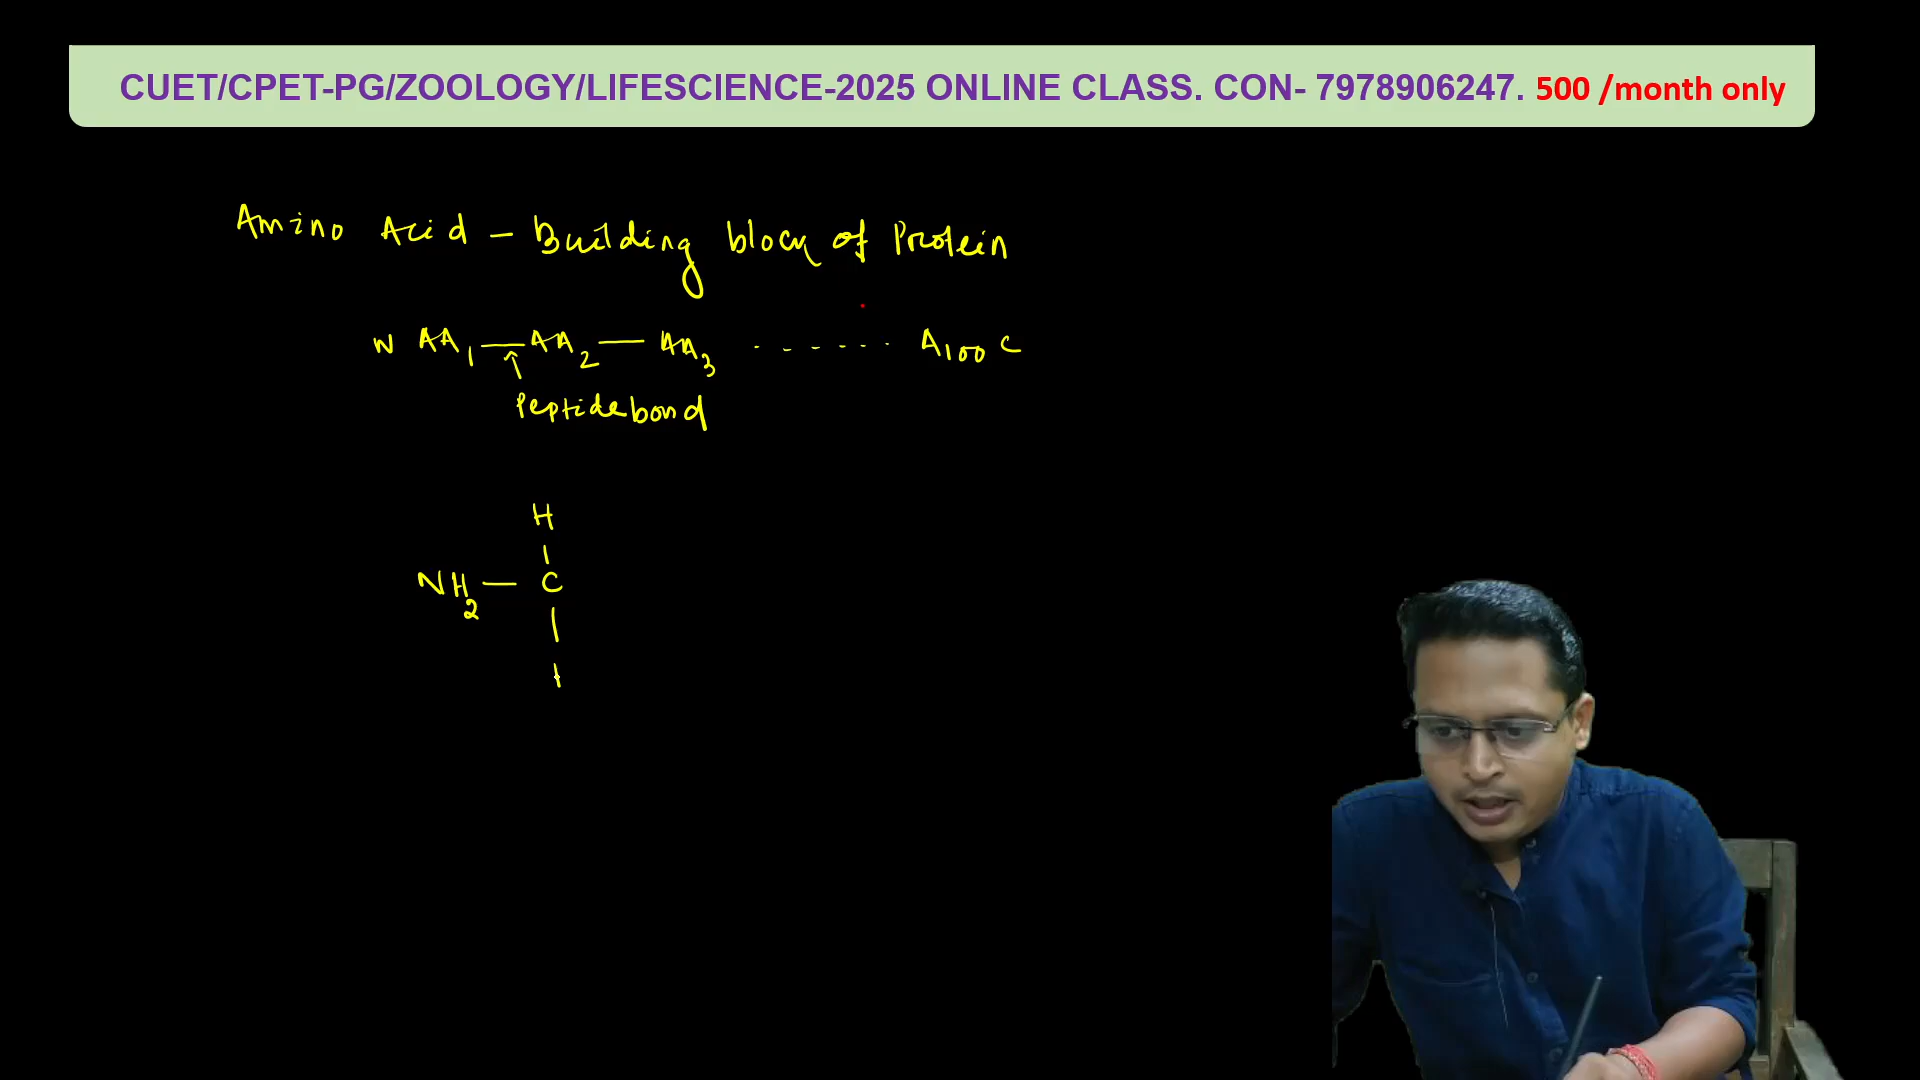 CUET/CPET-PG/ZOOLOGY/LIFESCIENCE-2025 ONLINE CLASS. CON- 7978906247. 500 /month only
Amino Acid - Building block of Protein
N AA1 — AA2 — AA3 ....... A100 C
Peptide bond
H
NH2 — C